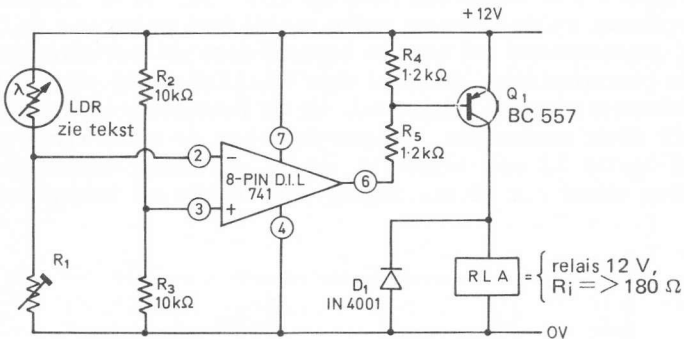 +12V
R2
10kΩ
R4
1·2kΩ
λ
LDR
zie tekst
Q1
BC 557
7
R5
1·2kΩ
2
−
8-PIN D.I.L
741
6
3
+
4
R1
R3
10kΩ
D1
IN 4001
RLA
= { relais 12 V,
Ri = > 180 Ω
0V